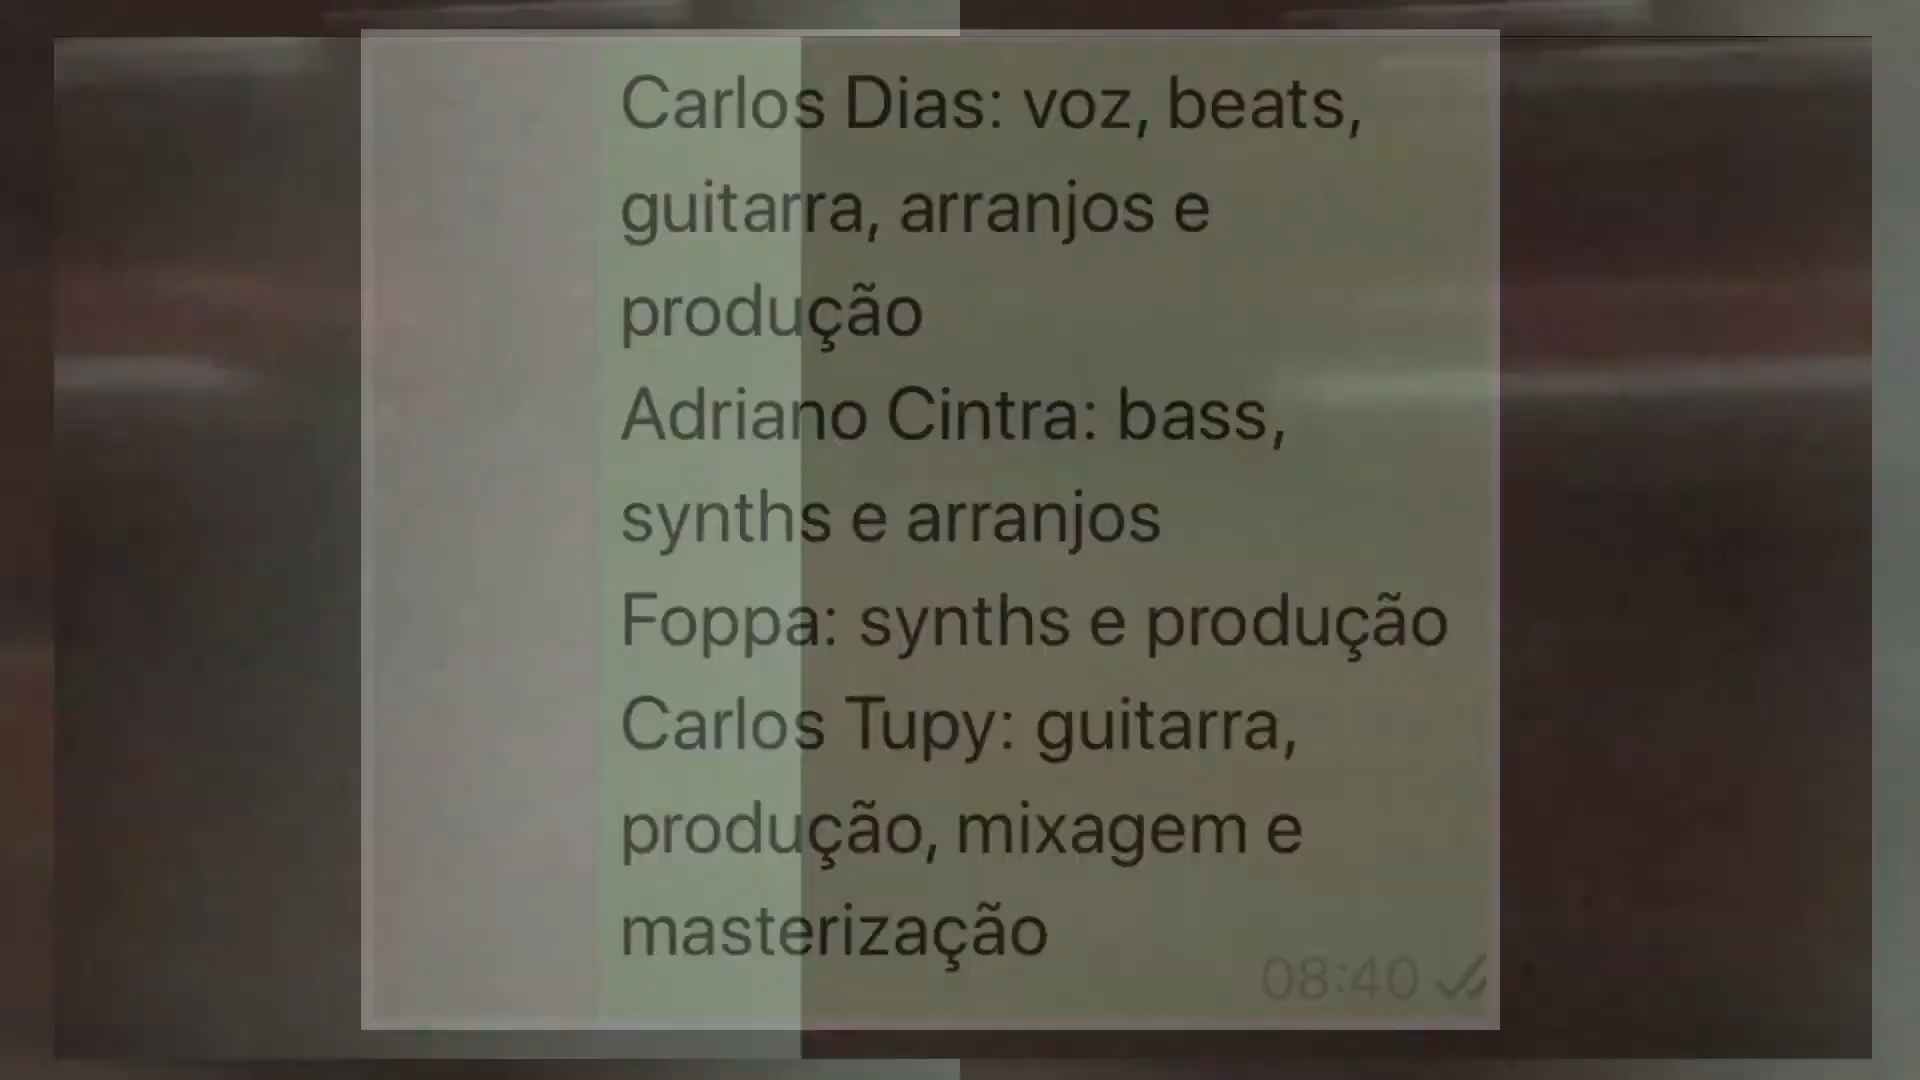 Carlos Dias: voz, beats,
guitarra, arranjos e
produção
Adriano Cintra: bass,
synths e arranjos
Foppa: synths e produção
Carlos Tupy: guitarra,
produção, mixagem e
masterização
08:40